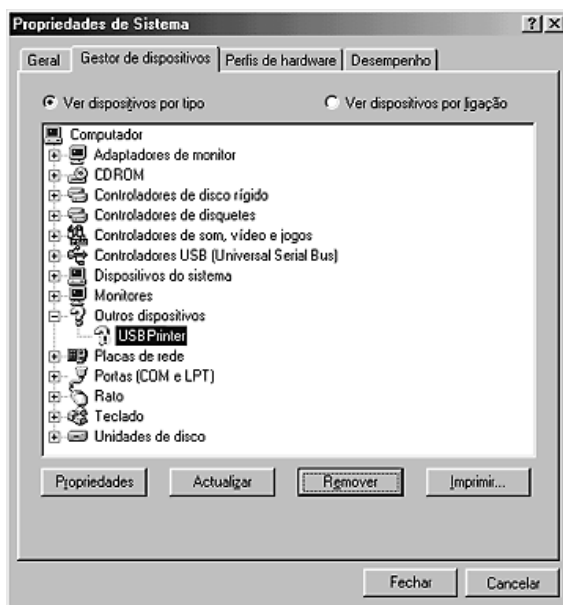 Propriedades de Sistema
Geral Gestor de dispositivos Perfis de hardware Desempenho
Ver dispositivos por tipo Ver dispositivos por ligação
Computador
Adaptadores de monitor
CDROM
Controladores de disco rígido
Controladores de disquetes
Controladores de som, vídeo e jogos
Controladores USB (Universal Serial Bus)
Dispositivos do sistema
Monitores
Outros dispositivos
USBPrinter
Placas de rede
Portas (COM e LPT)
Rato
Teclado
Unidades de disco
Propriedades Actualizar Remover Imprimir...
Fechar Cancelar